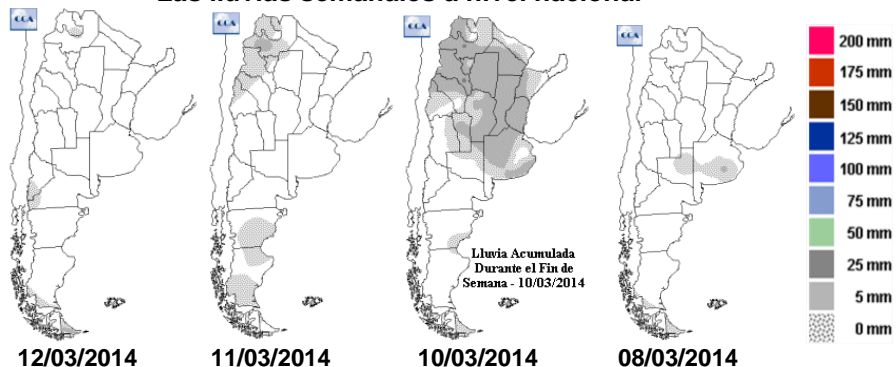 Las lluvias semanales a nivel nacional
CCA
CCA
CCA
CCA
200 mm
175 mm
150 mm
125 mm
100 mm
75 mm
50 mm
25 mm
5 mm
0 mm
Lluvia Acumulada
Durante el Fin de
Semana - 10/03/2014
12/03/2014
11/03/2014
10/03/2014
08/03/2014